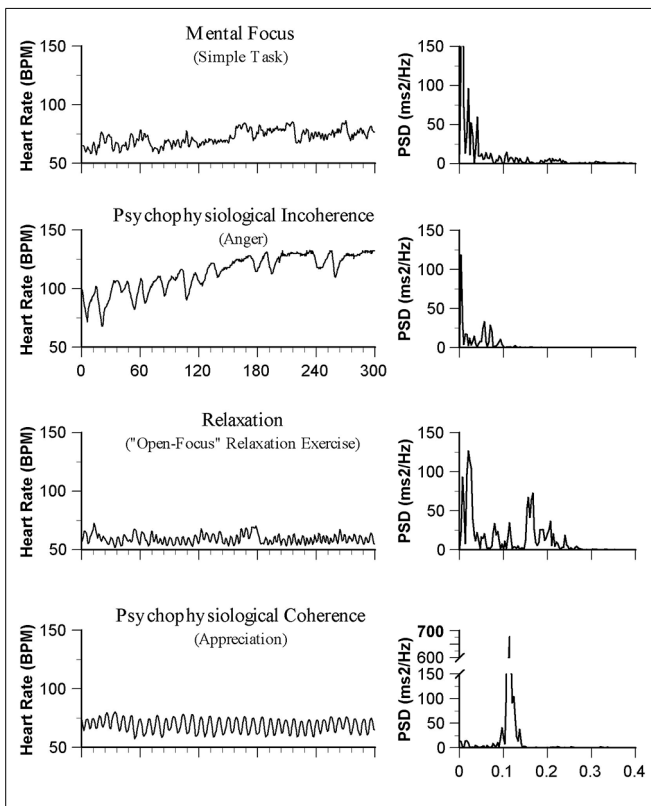 Mental Focus
(Simple Task)
Heart Rate (BPM)
150
100
50
PSD (ms2/Hz)
150
100
50
0
Psychophysiological Incoherence
(Anger)
Heart Rate (BPM)
150
100
50
0 60 120 180 240 300
PSD (ms2/Hz)
150
100
50
0
Relaxation
("Open-Focus" Relaxation Exercise)
Heart Rate (BPM)
150
100
50
PSD (ms2/Hz)
150
100
50
0
Psychophysiological Coherence
(Appreciation)
Heart Rate (BPM)
150
100
50
PSD (ms2/Hz)
700
600
150
100
50
0
0 0.1 0.2 0.3 0.4